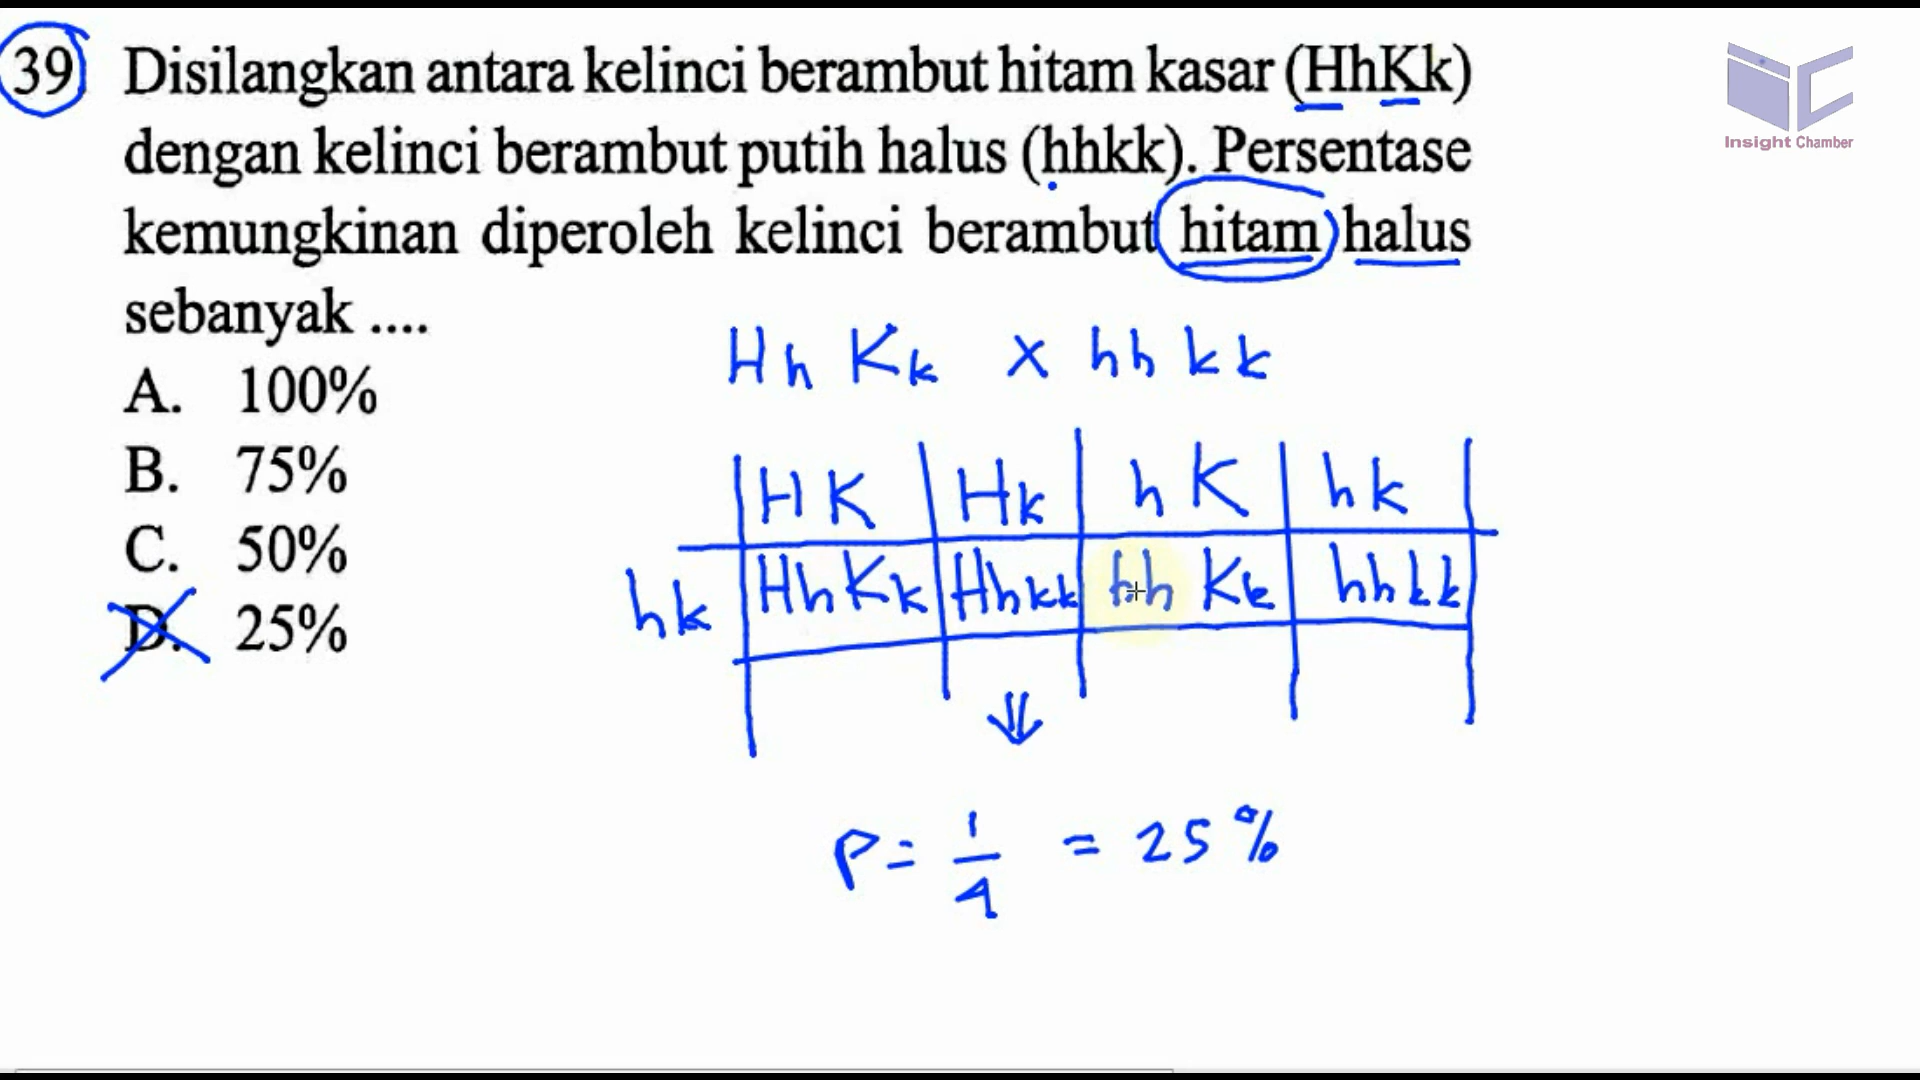 39 Disilangkan antara kelinci berambut hitam kasar (HhKk)
dengan kelinci berambut putih halus (hhkk). Persentase
kemungkinan diperoleh kelinci berambut hitam halus
sebanyak ....
A. 100%
B. 75%
C. 50%
D. 25%
Hh Kk x hh kk
HK Hk hK hk
hk HhKk Hhkk hh Kk hhkk
P = 1/4 = 25%
Insight Chamber